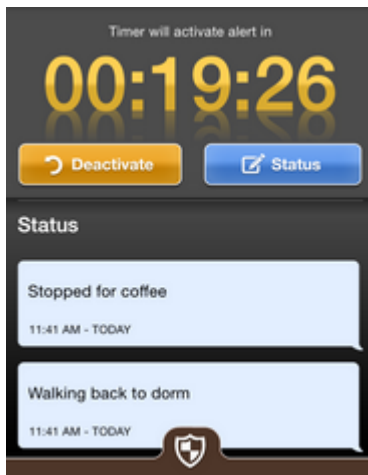 Timer will activate alert in
00:19:26
Deactivate
Status
Status
Stopped for coffee
11:41 AM - TODAY
Walking back to dorm
11:41 AM - TODAY